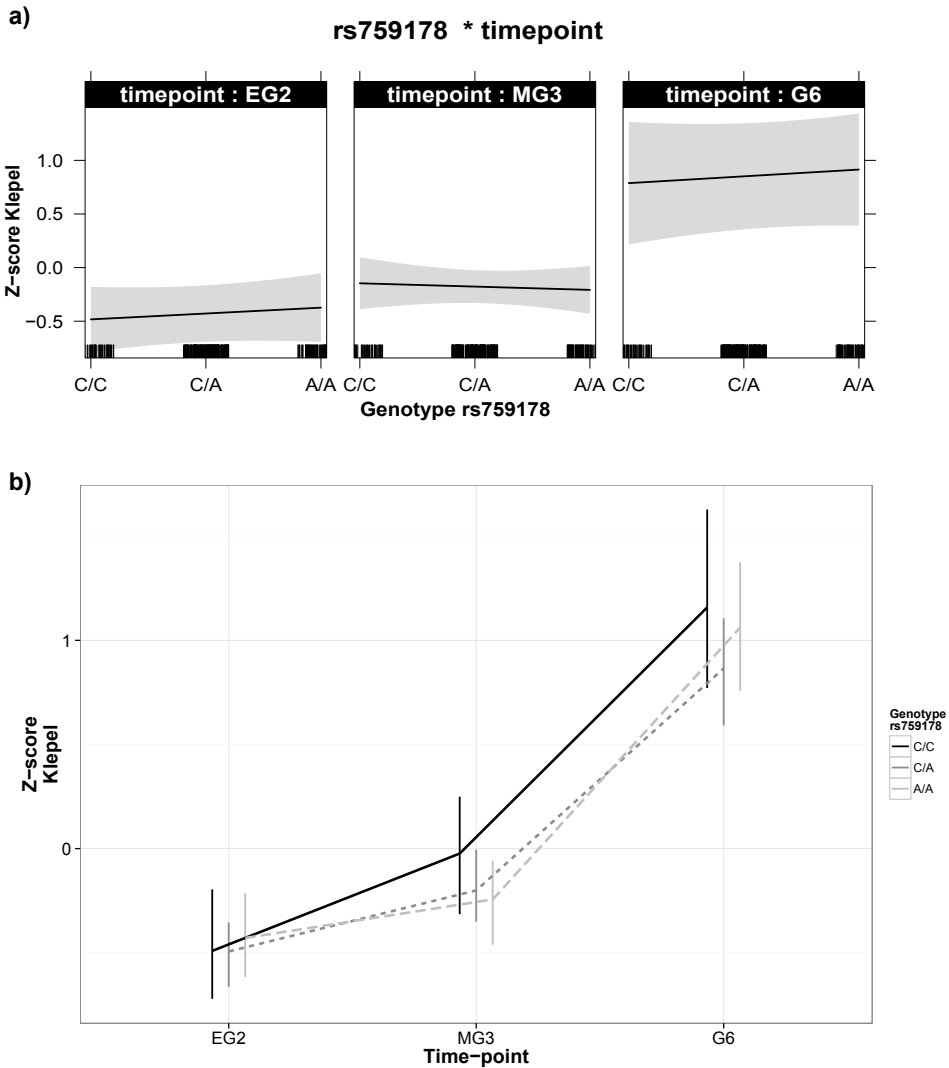 a)
rs759178 * timepoint
timepoint : EG2
timepoint : MG3
timepoint : G6
Z−score Klepel
1.0
0.5
0.0
−0.5
C/C
C/A
A/A
C/C
C/A
A/A
C/C
C/A
A/A
Genotype rs759178
b)
Z−score
Klepel
1
0
EG2
MG3
G6
Time−point
Genotype
rs759178
C/C
C/A
A/A